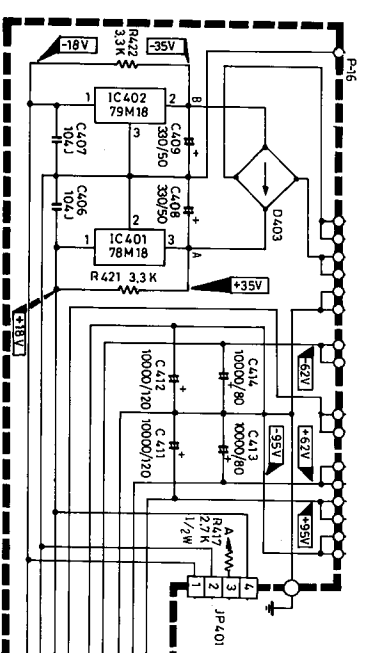 -18V
R422
3,3K
-35V
P-16
1
IC402
79M18
2
B
3
C407
104J
C409
330/50
+
C406
104J
C408
330/50
+
D403
2
1
IC401
78M18
3
A
R421 3,3K
+35V
+18V
-62V
C412
10000/120
+
C414
10000/80
+
C411
10000/120
+
C413
10000/80
+
-95V
+62V
+95V
R417
2,7K
1/2W
A
1
2
3
4
JP401